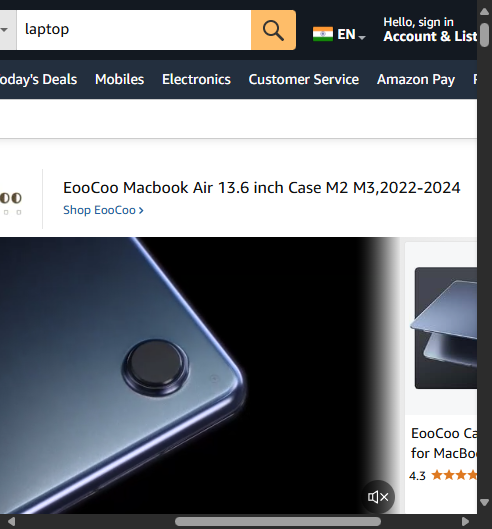 laptop
EN
Hello, sign in
Account & List
oday's Deals Mobiles Electronics Customer Service Amazon Pay
EooCoo Macbook Air 13.6 inch Case M2 M3,2022-2024
Shop EooCoo
EooCoo Ca
for MacBo
4.3